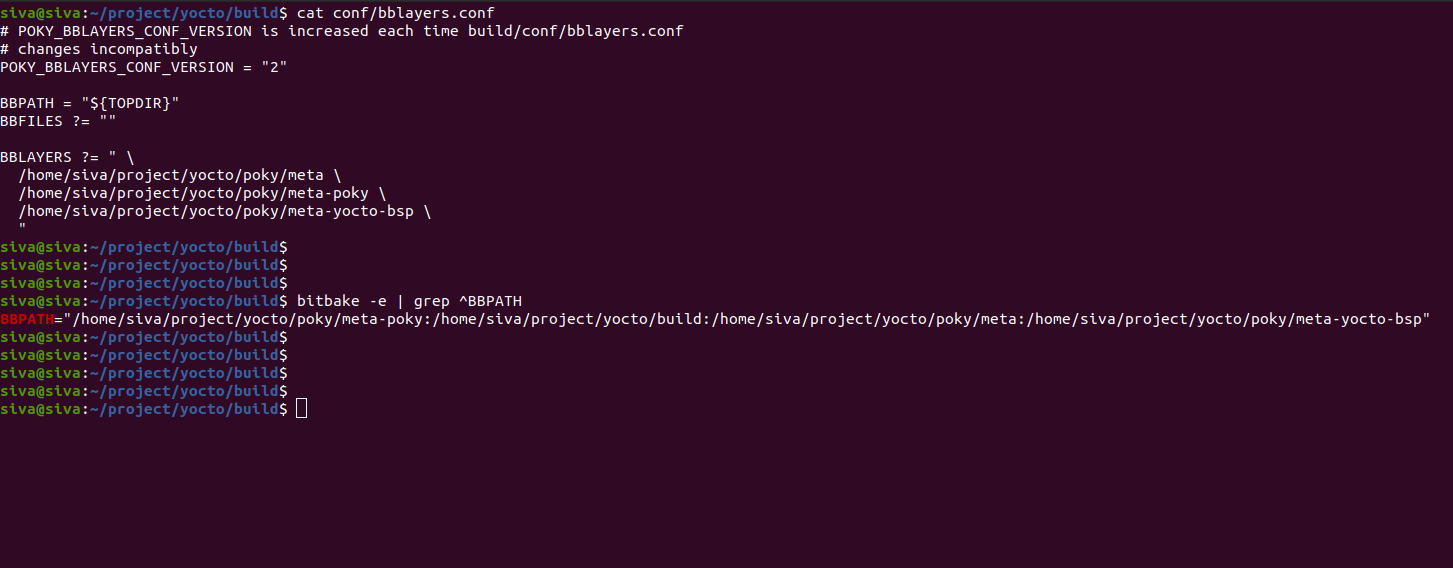 siva@siva:~/project/yocto/build$ cat conf/bblayers.conf
# POKY_BBLAYERS_CONF_VERSION is increased each time build/conf/bblayers.conf
# changes incompatibly
POKY_BBLAYERS_CONF_VERSION = "2"

BBPATH = "${TOPDIR}"
BBFILES ?= ""

BBLAYERS ?= " \
  /home/siva/project/yocto/poky/meta \
  /home/siva/project/yocto/poky/meta-poky \
  /home/siva/project/yocto/poky/meta-yocto-bsp \
  "
siva@siva:~/project/yocto/build$
siva@siva:~/project/yocto/build$
siva@siva:~/project/yocto/build$
siva@siva:~/project/yocto/build$ bitbake -e | grep ^BBPATH
BBPATH="/home/siva/project/yocto/poky/meta-poky:/home/siva/project/yocto/build:/home/siva/project/yocto/poky/meta:/home/siva/project/yocto/poky/meta-yocto-bsp"
siva@siva:~/project/yocto/build$
siva@siva:~/project/yocto/build$
siva@siva:~/project/yocto/build$
siva@siva:~/project/yocto/build$
siva@siva:~/project/yocto/build$